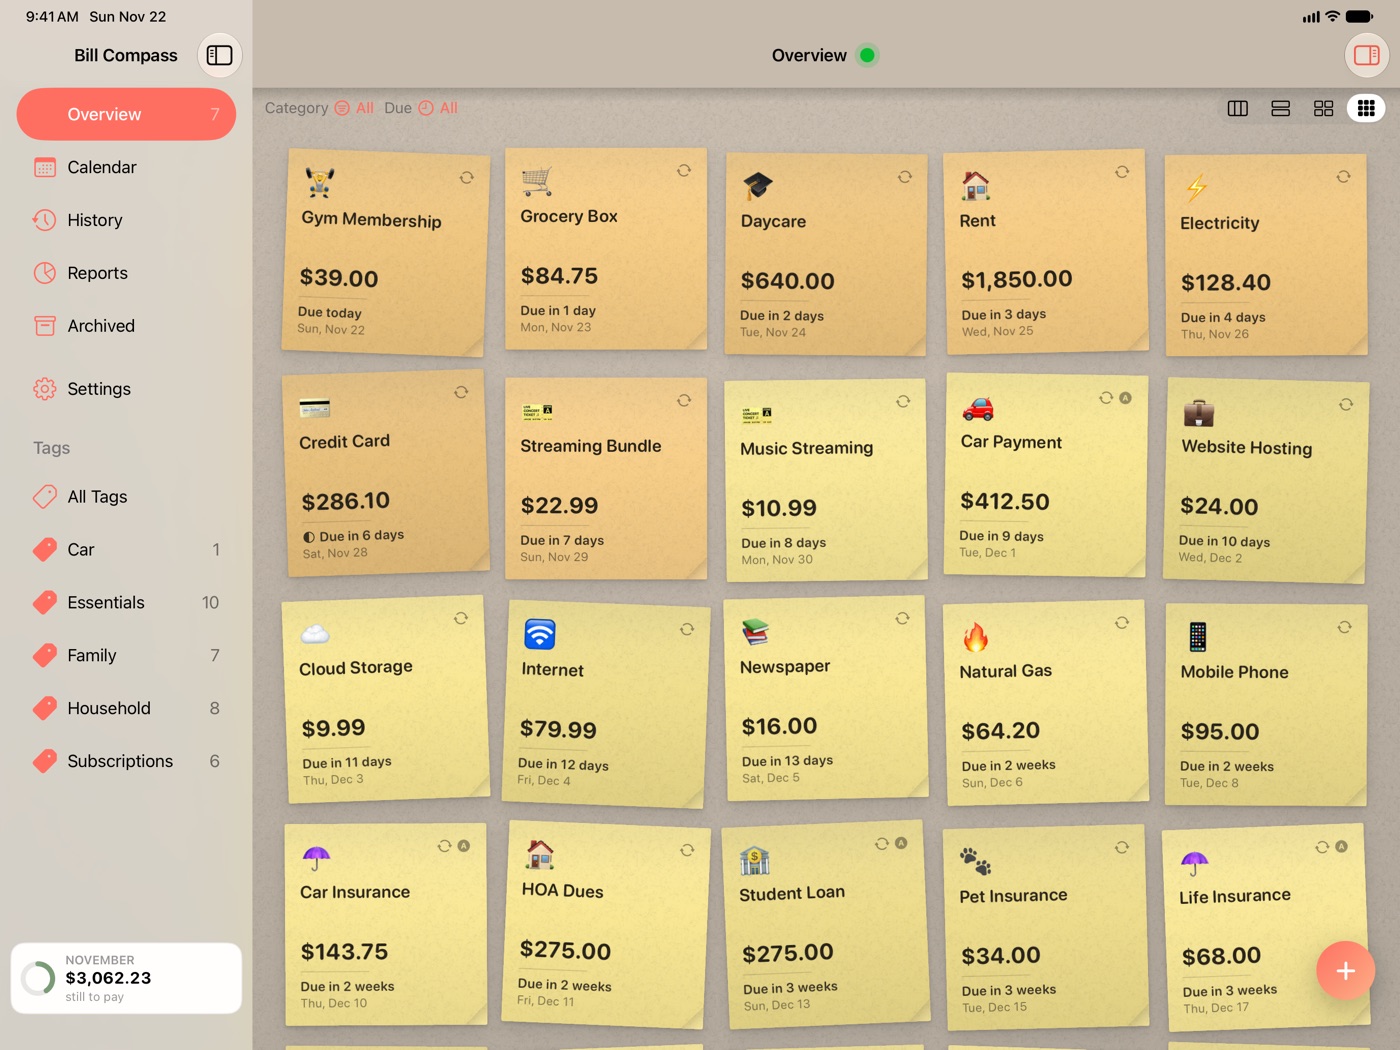 9:41 AM Sun Nov 22
Bill Compass
Overview
Overview 7
Calendar
History
Reports
Archived
Settings
Tags
All Tags
Car 1
Essentials 10
Family 7
Household 8
Subscriptions 6
NOVEMBER
$3,062.23
still to pay
Category All Due All
Gym Membership
$39.00
Due today
Sun, Nov 22
Grocery Box
$84.75
Due in 1 day
Mon, Nov 23
Daycare
$640.00
Due in 2 days
Tue, Nov 24
Rent
$1,850.00
Due in 3 days
Wed, Nov 25
Electricity
$128.40
Due in 4 days
Thu, Nov 26
Credit Card
$286.10
Due in 6 days
Sat, Nov 28
Streaming Bundle
$22.99
Due in 7 days
Sun, Nov 29
Music Streaming
$10.99
Due in 8 days
Mon, Nov 30
A
Car Payment
$412.50
Due in 9 days
Tue, Dec 1
Website Hosting
$24.00
Due in 10 days
Wed, Dec 2
Cloud Storage
$9.99
Due in 11 days
Thu, Dec 3
Internet
$79.99
Due in 12 days
Fri, Dec 4
Newspaper
$16.00
Due in 13 days
Sat, Dec 5
Natural Gas
$64.20
Due in 2 weeks
Sun, Dec 6
Mobile Phone
$95.00
Due in 2 weeks
Tue, Dec 8
A
Car Insurance
$143.75
Due in 2 weeks
Thu, Dec 10
HOA Dues
$275.00
Due in 2 weeks
Fri, Dec 11
A
Student Loan
$275.00
Due in 3 weeks
Sun, Dec 13
Pet Insurance
$34.00
Due in 3 weeks
Tue, Dec 15
A
Life Insurance
$68.00
Due in 3 weeks
Thu, Dec 17